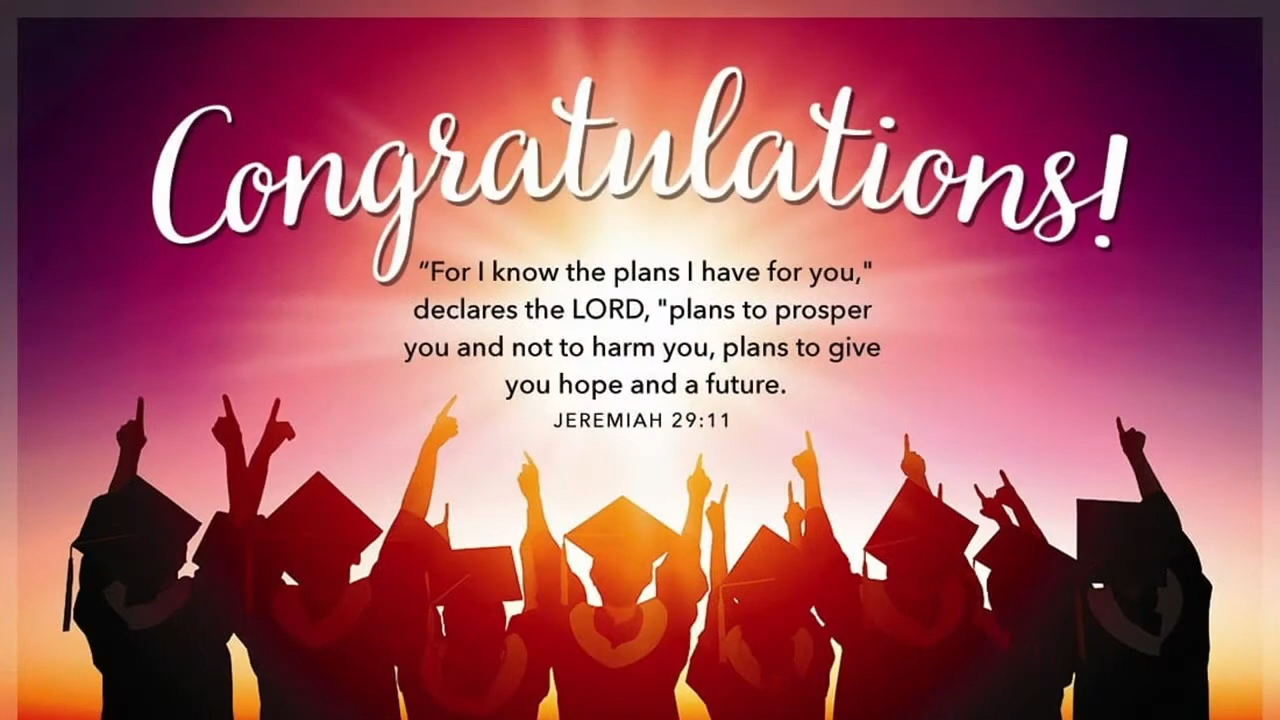 Congratulations!
“For I know the plans I have for you,"
declares the LORD, "plans to prosper
you and not to harm you, plans to give
you hope and a future.
JEREMIAH 29:11